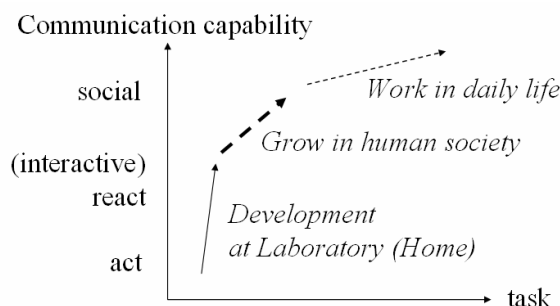 Communication capability
social
Work in daily life
Grow in human society
(interactive)
react
Development
at Laboratory (Home)
act
task